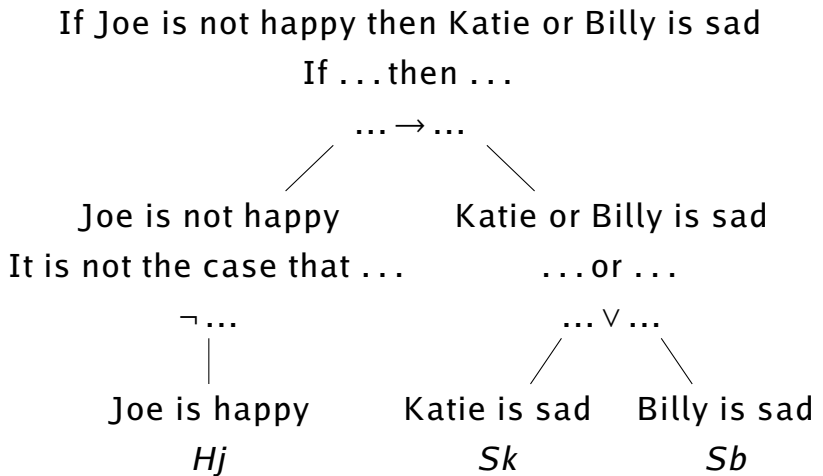 If Joe is not happy then Katie or Billy is sad
If ... then ...
... → ...
Joe is not happy Katie or Billy is sad
It is not the case that ... ... or ...
¬ ... ... ∨ ...
Joe is happy Katie is sad Billy is sad
Hj Sk Sb